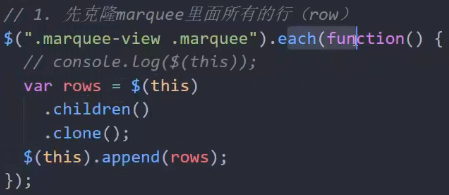 // 1. 先克隆marquee里面所有的行（row）
$(".marquee-view .marquee").each(function() {
// console.log($(this));
var rows = $(this)
.children()
.clone();
$(this).append(rows);
});